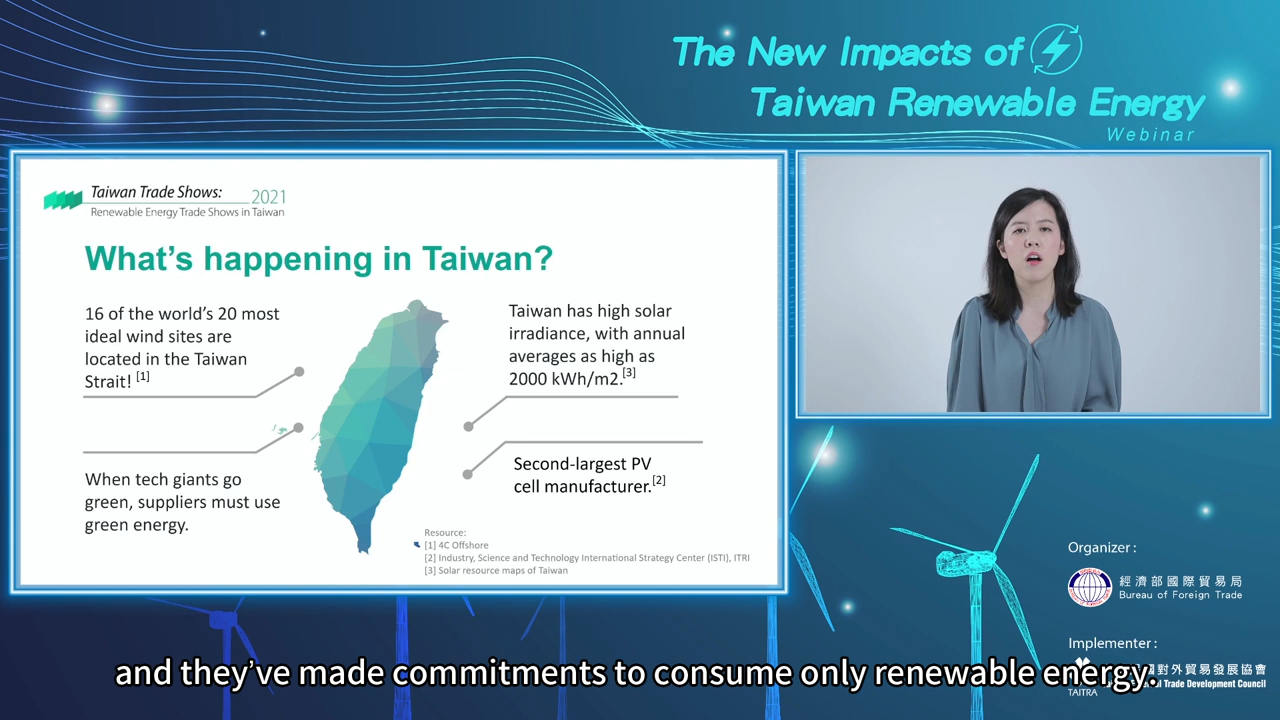 The New Impacts of
Taiwan Renewable Energy
Webinar
Taiwan Trade Shows: 2021
Renewable Energy Trade Shows in Taiwan
What's happening in Taiwan?
16 of the world's 20 most
ideal wind sites are
located in the Taiwan
Strait! [1]
Taiwan has high solar
irradiance, with annual
averages as high as
2000 kWh/m2.[3]
When tech giants go
green, suppliers must use
green energy.
Second-largest PV
cell manufacturer.[2]
Resource:
[1] 4C Offshore
[2] Industry, Science and Technology International Strategy Center (ISTI), ITRI
[3] Solar resource maps of Taiwan
Organizer :
經濟部國際貿易局
Bureau of Foreign Trade
Implementer :
國對外貿易發展協會
Trade Development Council
TAITRA
and they've made commitments to consume only renewable energy.